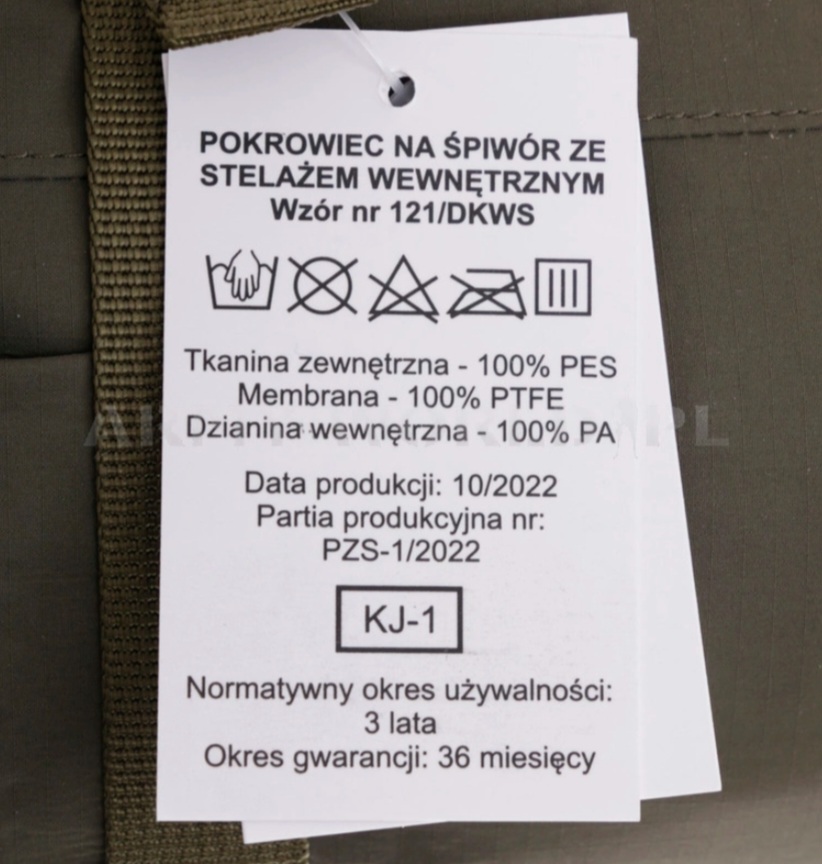 POKROWIEC NA ŚPIWÓR ZE
STELAŻEM WEWNĘTRZNYM
Wzór nr 121/DKWS
Tkanina zewnętrzna - 100% PES
Membrana - 100% PTFE
Dzianina wewnętrzna - 100% PA
Data produkcji: 10/2022
Partia produkcyjna nr:
PZS-1/2022
KJ-1
Normatywny okres używalności:
3 lata
Okres gwarancji: 36 miesięcy